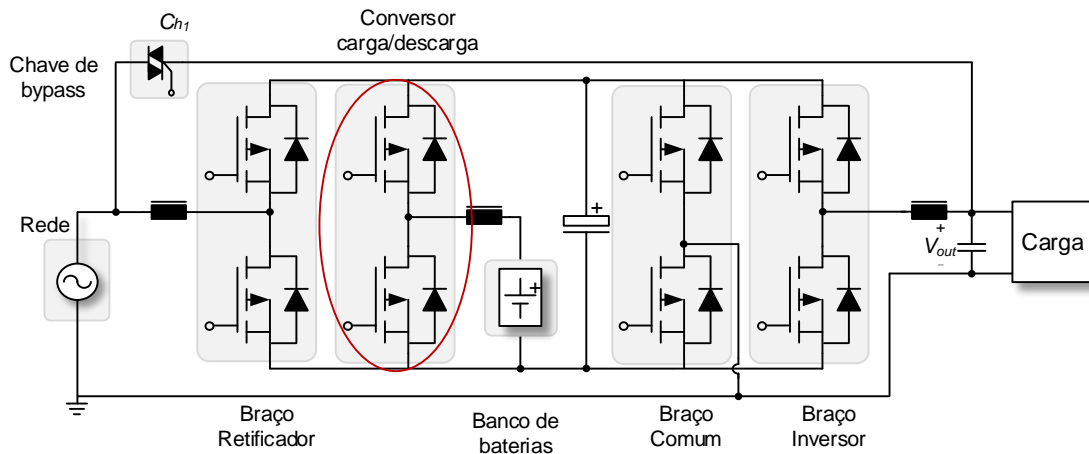 Ch1
Conversor
carga/descarga
Chave de
bypass
Rede
+
+
+
Vout
-
Carga
Braço
Retificador
Banco de
baterias
Braço
Comum
Braço
Inversor